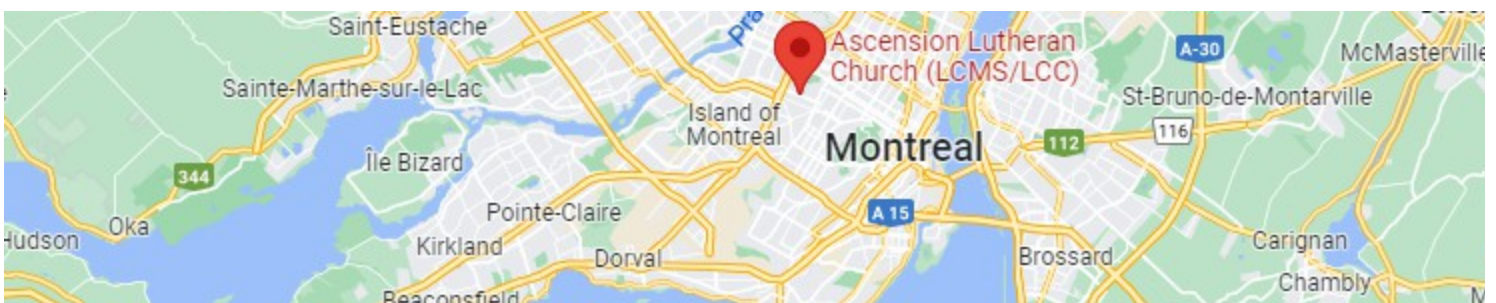 Saint-Eustache
Ascension Lutheran
Church (LCMS/LCC)
A-30
McMasterville
Sainte-Marthe-sur-le-Lac
St-Bruno-de-Montarville
Island of
Montreal
Montreal
112
116
Île Bizard
344
Pointe-Claire
A 15
Oka
Hudson
Kirkland
Dorval
Brossard
Carignan
Chambly
Beaconsfield